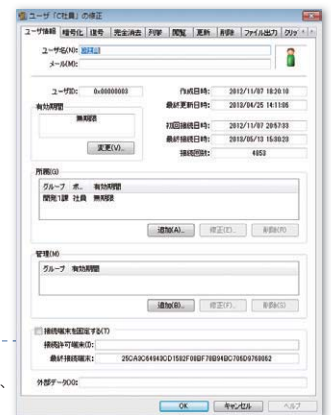 ユーザ「C社員」の修正
ユーザ情報 暗号化 復号 完全消去 列挙 閲覧 更新 削除 ファイル出力 クリッ
ユーザ名(N): C社員
メール(M):
ユーザID: 0x00000003
作成日時: 2012/11/07 18:20:10
有効期間
最終更新日時: 2013/04/25 14:11:06
無期限
初回接続日時: 2012/11/07 20:57:33
変更(V)...
最終接続日時: 2013/05/13 15:30:29
接続回数: 4853
所属(G)
グループ ポ... 有効期間
開発1課 社員 無期限
追加(A)... 修正(E)... 削除(R)
管理(M)
グループ 有効期間
追加(B)... 修正(F)... 削除(S)
接続端末を固定する(T)
接続許可端末(D):
最終接続端末:
外部データ(X):
OK キャンセル ヘルプ
、